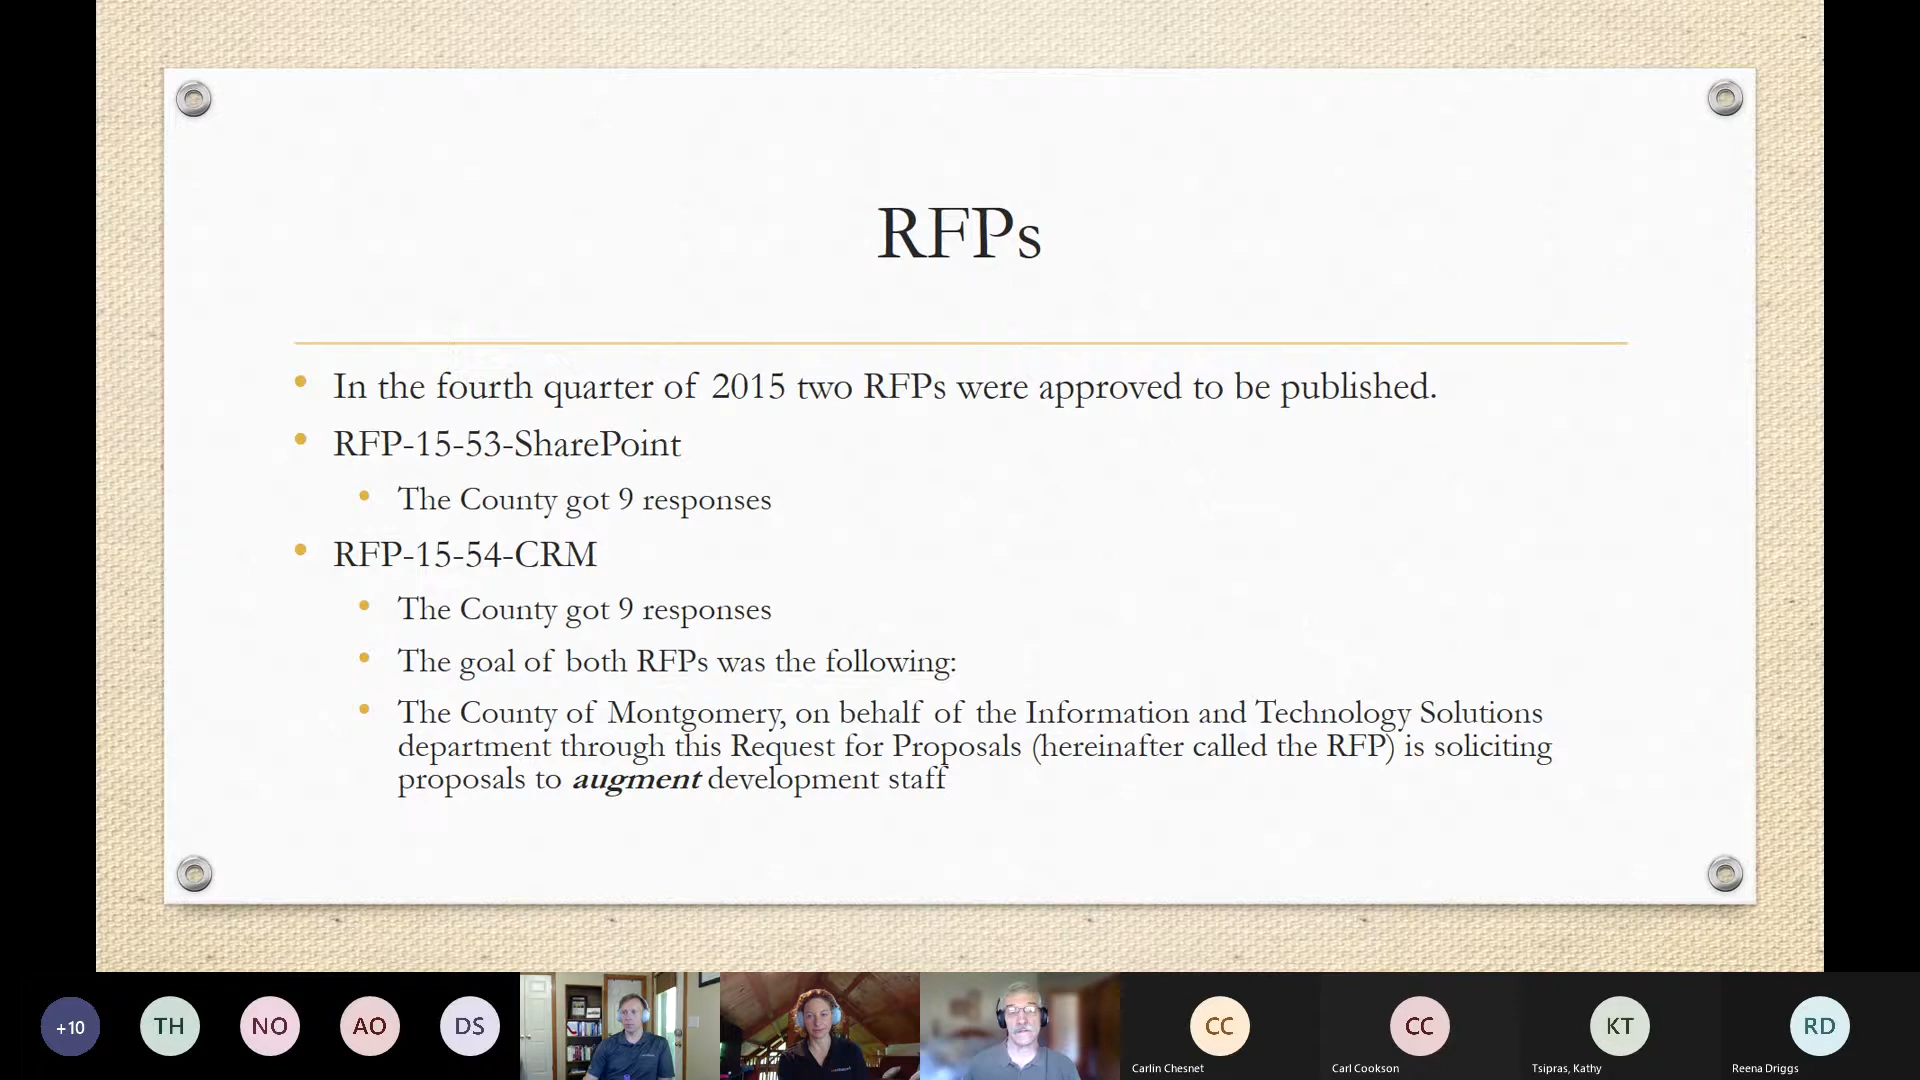 RFPs
In the fourth quarter of 2015 two RFPs were approved to be published.
RFP-15-53-SharePoint
The County got 9 responses
RFP-15-54-CRM
The County got 9 responses
The goal of both RFPs was the following:
The County of Montgomery, on behalf of the Information and Technology Solutions
department through this Request for Proposals (hereinafter called the RFP) is soliciting
proposals to augment development staff
+10
TH
NO
AO
DS
CC
CC
KT
RD
Carlin Chesnet
Carl Cookson
Tsipras, Kathy
Reena Driggs